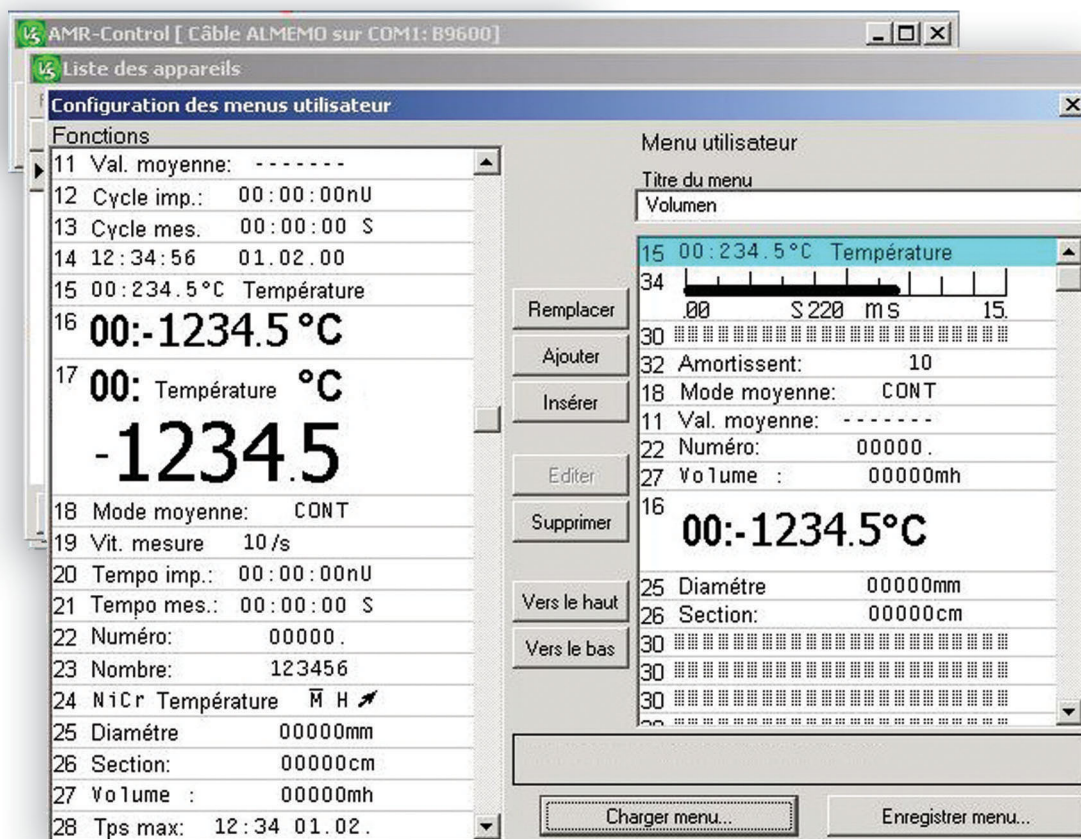 AMR-Control [ Câble ALMEMO sur COM1: B9600]
Liste des appareils
Configuration des menus utilisateur
Fonctions
11 Val. moyenne: -------
12 Cycle imp.: 00:00:00nU
13 Cycle mes. 00:00:00 S
14 12:34:56 01.02.00
15 00:234.5°C Température
16 00:-1234.5°C
17 00: Température °C
-1234.5
18 Mode moyenne: CONT
19 Vit. mesure 10/s
20 Tempo imp.: 00:00:00nU
21 Tempo mes.: 00:00:00 S
22 Numéro: 00000.
23 Nombre: 123456
24 NiCr Température M̅ H
25 Diamétre 00000mm
26 Section: 00000cm
27 Volume : 00000mh
28 Tps max: 12:34 01.02.
Remplacer
Ajouter
Insérer
Editer
Supprimer
Vers le haut
Vers le bas
Menu utilisateur
Titre du menu
Volumen
15 00:234.5°C Température
34
.00 S220 ms 15.
30
32 Amortissent: 10
18 Mode moyenne: CONT
11 Val. moyenne: -------
22 Numéro: 00000.
27 Volume : 00000mh
16 00:-1234.5°C
25 Diamétre 00000mm
26 Section: 00000cm
30
30
30
Charger menu...
Enregistrer menu...